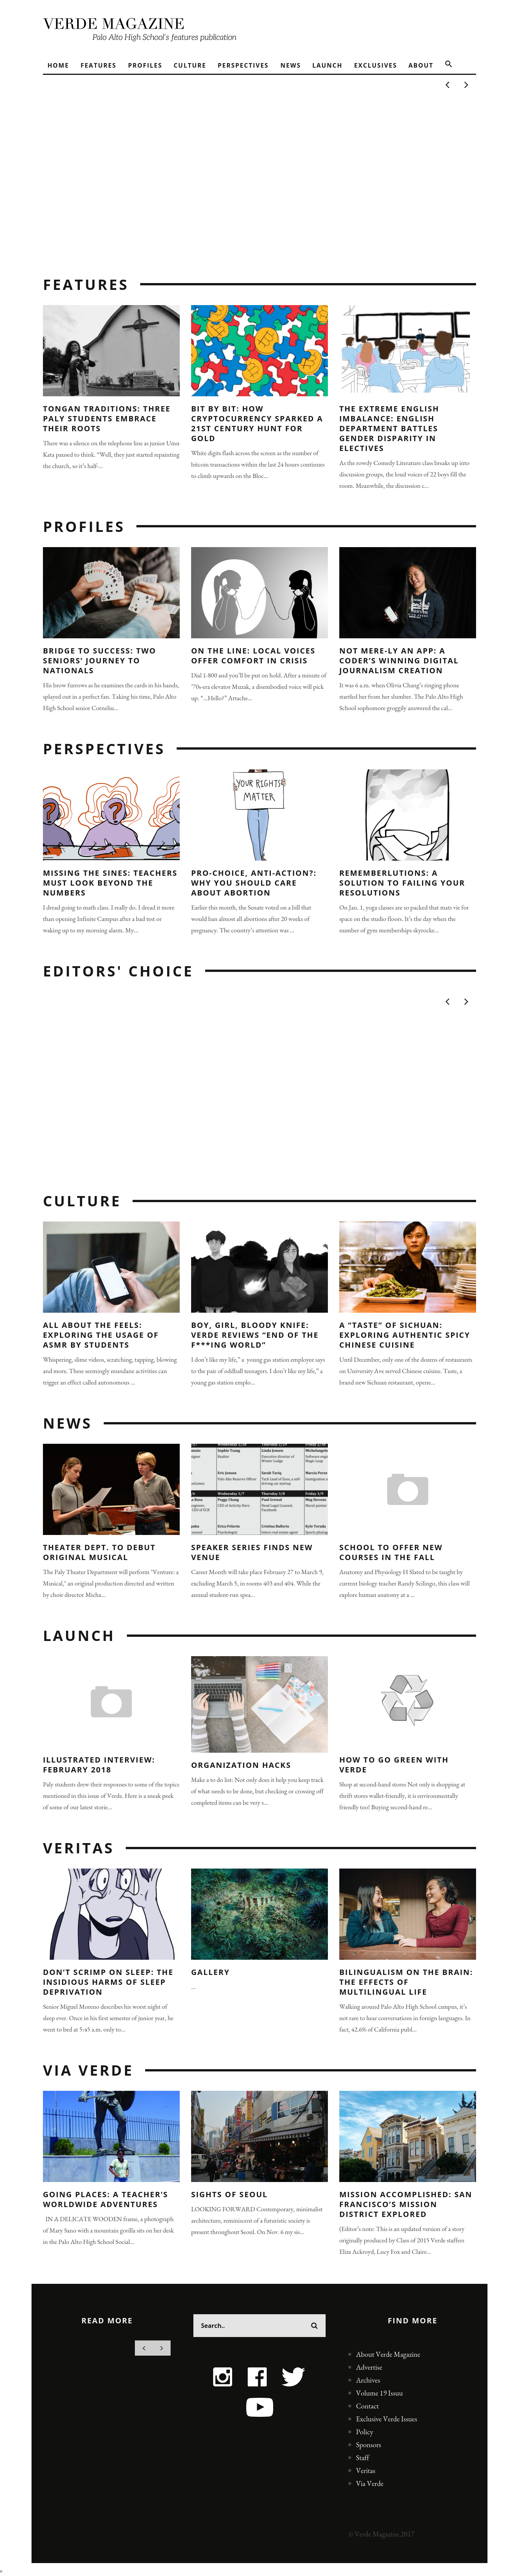 VERDE MAGAZINE
Palo Alto High School's features publication
HOME FEATURES PROFILES CULTURE PERSPECTIVES NEWS LAUNCH EXCLUSIVES ABOUT
FEATURES
TONGAN TRADITIONS: THREE
PALY STUDENTS EMBRACE
THEIR ROOTS
There was a silence on the telephone line as junior Uma
Kata paused to think. "Well, they just started repainting
the church, so it's half-...
BIT BY BIT: HOW
CRYPTOCURRENCY SPARKED A
21ST CENTURY HUNT FOR
GOLD
White digits flash across the screen as the number of
bitcoin transactions within the last 24 hours continues
to climb upwards on the Bloc...
THE EXTREME ENGLISH
IMBALANCE: ENGLISH
DEPARTMENT BATTLES
GENDER DISPARITY IN
ELECTIVES
As the rowdy Comedy Literature class breaks up into
discussion groups, the loud voices of 22 boys fill the
room. Meanwhile, the discussion c...
PROFILES
BRIDGE TO SUCCESS: TWO
SENIORS' JOURNEY TO
NATIONALS
His brow furrows as he examines the cards in his hands,
splayed out in a perfect fan. Taking his time, Palo Alto
High School senior Corneliu...
ON THE LINE: LOCAL VOICES
OFFER COMFORT IN CRISIS
Dial 1-800 and you'll be put on hold. After a minute of
'70s-era elevator Muzak, a disembodied voice will pick
up. "...Hello?" Attache...
NOT MERE-LY AN APP: A
CODER'S WINNING DIGITAL
JOURNALISM CREATION
It was 6 a.m. when Olivia Chang's ringing phone
startled her from her slumber. The Palo Alto High
School sophomore groggily answered the cal...
PERSPECTIVES
YOUR RIGHTS
MATTER
MISSING THE SINES: TEACHERS
MUST LOOK BEYOND THE
NUMBERS
I dread going to math class. I really do. I dread it more
than opening Infinite Campus after a bad test or
waking up to my morning alarm. My...
PRO-CHOICE, ANTI-ACTION?:
WHY YOU SHOULD CARE
ABOUT ABORTION
Earlier this month, the Senate voted on a bill that
would ban almost all abortions after 20 weeks of
pregnancy. The country's attention was ...
REMEMBERLUTIONS: A
SOLUTION TO FAILING YOUR
RESOLUTIONS
On Jan. 1, yoga classes are so packed that mats vie for
space on the studio floors. It's the day when the
number of gym memberships skyrocke...
EDITORS' CHOICE
CULTURE
ALL ABOUT THE FEELS:
EXPLORING THE USAGE OF
ASMR BY STUDENTS
Whispering, slime videos, scratching, tapping, blowing
and more. These seemingly mundane activities can
trigger an effect called autonomous ...
BOY, GIRL, BLOODY KNIFE:
VERDE REVIEWS "END OF THE
F***ING WORLD"
I don't like my life," a young gas station employee says
to the pair of oddball teenagers. I don't like my life," a
young gas station emplo...
A "TASTE" OF SICHUAN:
EXPLORING AUTHENTIC SPICY
CHINESE CUISINE
Until December, only one of the dozens of restaurants
on University Ave served Chinese cuisine. Taste, a
brand new Sichuan restaurant, opene...
NEWS
THEATER DEPT. TO DEBUT
ORIGINAL MUSICAL
The Paly Theater Department will perform "Venture: a
Musical," an original production directed and written
by choir director Micha...
SPEAKER SERIES FINDS NEW
VENUE
Career Month will take place February 27 to March 9,
excluding March 5, in rooms 403 and 404. While the
annual student-run spea...
SCHOOL TO OFFER NEW
COURSES IN THE FALL
Anatomy and Physiology H Slated to be taught by
current biology teacher Randy Scilingo, this class will
explore human anatomy at a ...
LAUNCH
ILLUSTRATED INTERVIEW:
FEBRUARY 2018
Paly students drew their responses to some of the topics
mentioned in this issue of Verde. Here is a sneak peek
of some of our latest storie...
ORGANIZATION HACKS
Make a to do list: Not only does it help you keep track
of what needs to be done, but checking or crossing off
completed items can be very s...
HOW TO GO GREEN WITH
VERDE
Shop at second-hand stores Not only is shopping at
thrift stores wallet-friendly, it is environmentally
friendly too! Buying second-hand re...
VERITAS
DON'T SCRIMP ON SLEEP: THE
INSIDIOUS HARMS OF SLEEP
DEPRIVATION
Senior Miguel Moreno describes his worst night of
sleep ever. Once in his first semester of junior year, he
went to bed at 5:45 a.m. only to...
GALLERY
...
BILINGUALISM ON THE BRAIN:
THE EFFECTS OF
MULTILINGUAL LIFE
Walking around Palo Alto High School campus, it's
not rare to hear conversations in foreign languages. In
fact, 42.6% of California publ...
VIA VERDE
GOING PLACES: A TEACHER'S
WORLDWIDE ADVENTURES
IN A DELICATE WOODEN frame, a photograph
of Mary Sano with a mountain gorilla sits on her desk
in the Palo Alto High School Social...
SIGHTS OF SEOUL
LOOKING FORWARD Contemporary, minimalist
architecture, reminiscent of a futuristic society is
present throughout Seoul. On Nov. 6 my sis...
MISSION ACCOMPLISHED: SAN
FRANCISCO'S MISSION
DISTRICT EXPLORED
(Editor's note: This is an updated version of a story
originally produced by Class of 2015 Verde staffers
Eliza Ackroyd, Lucy Fox and Claire...
READ MORE
Search..
FIND MORE
About Verde Magazine
Advertise
Archives
Volume 19 Issuu
Contact
Exclusive Verde Issues
Policy
Sponsors
Staff
Veritas
Via Verde
© Verde Magazine 2017